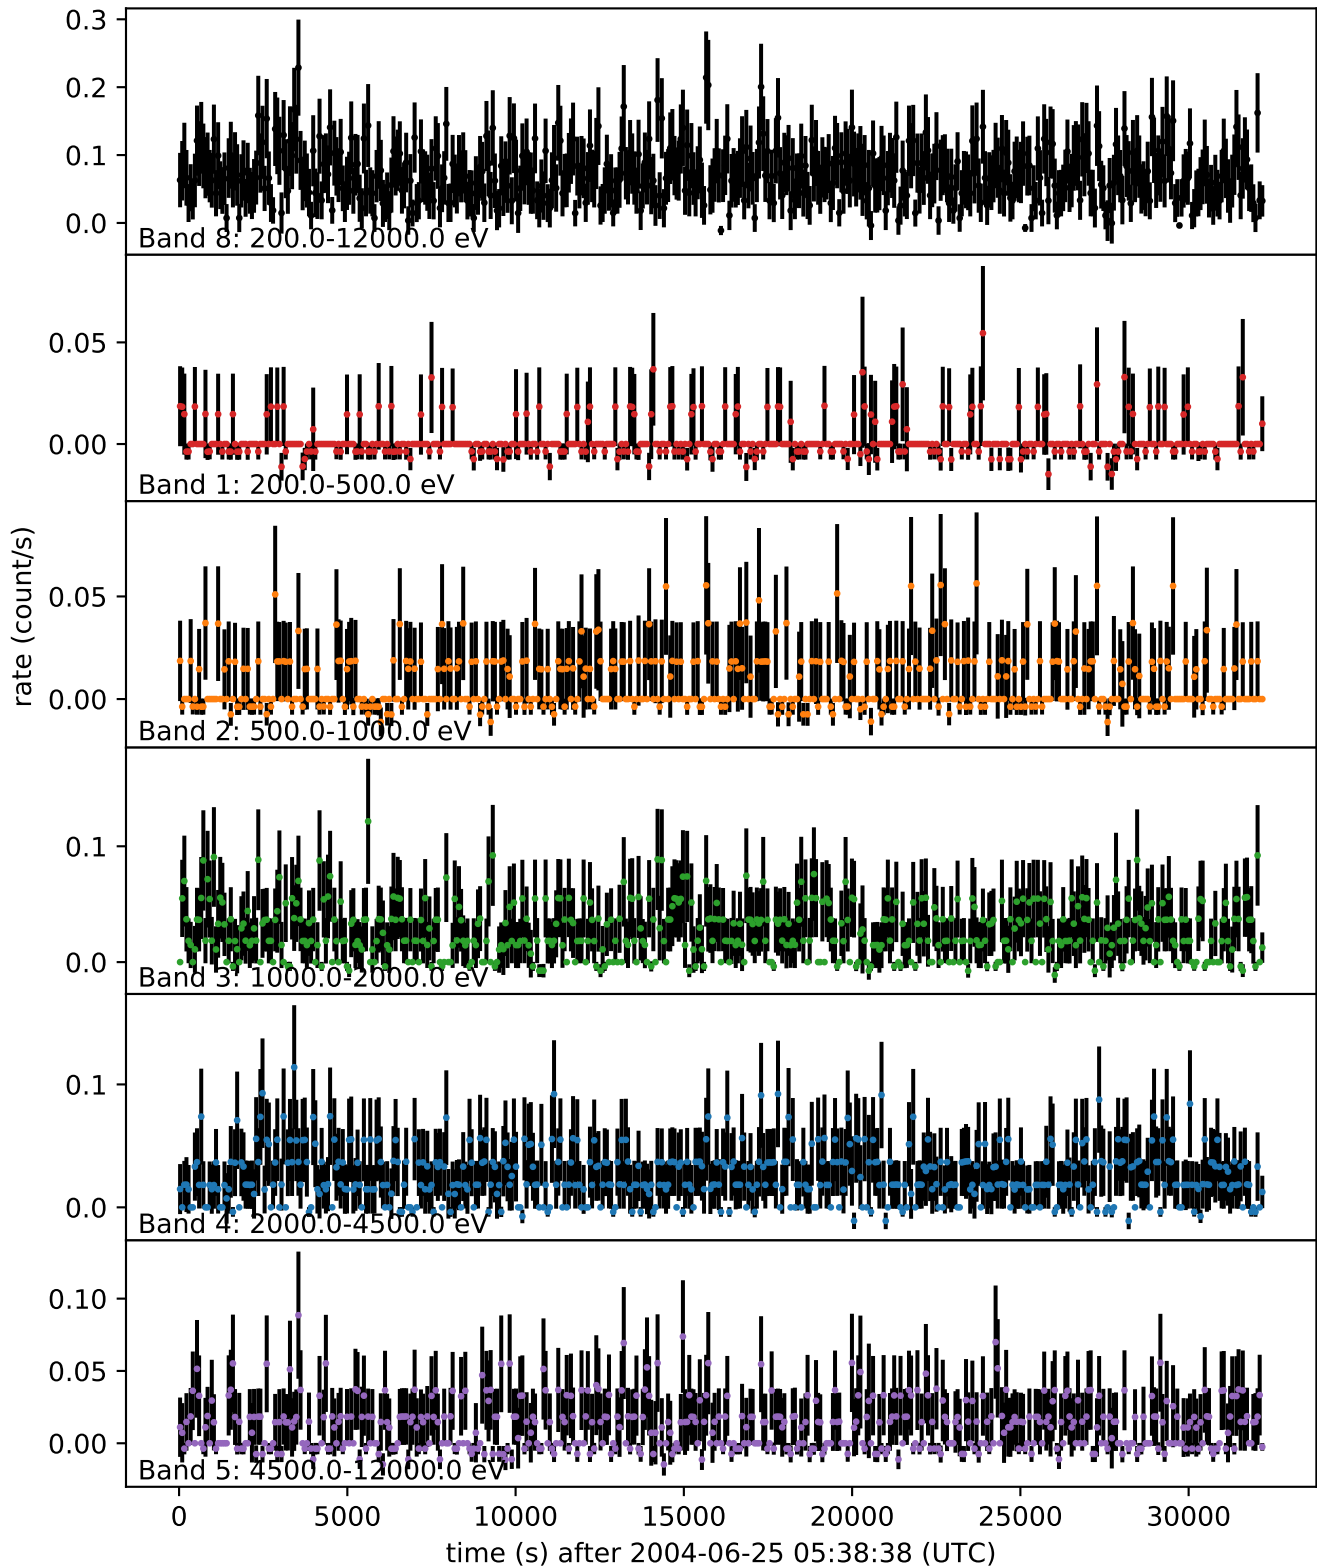 0.3
0.2
0.1
0.0
Band 8: 200.0-12000.0 eV
0.05
0.00
Band 1: 200.0-500.0 eV
rate (count/s)
0.05
0.00
Band 2: 500.0-1000.0 eV
0.1
0.0
Band 3: 1000.0-2000.0 eV
0.1
0.0
Band 4: 2000.0-4500.0 eV
0.10
0.05
0.00
Band 5: 4500.0-12000.0 eV
0 5000 10000 15000 20000 25000 30000
time (s) after 2004-06-25 05:38:38 (UTC)